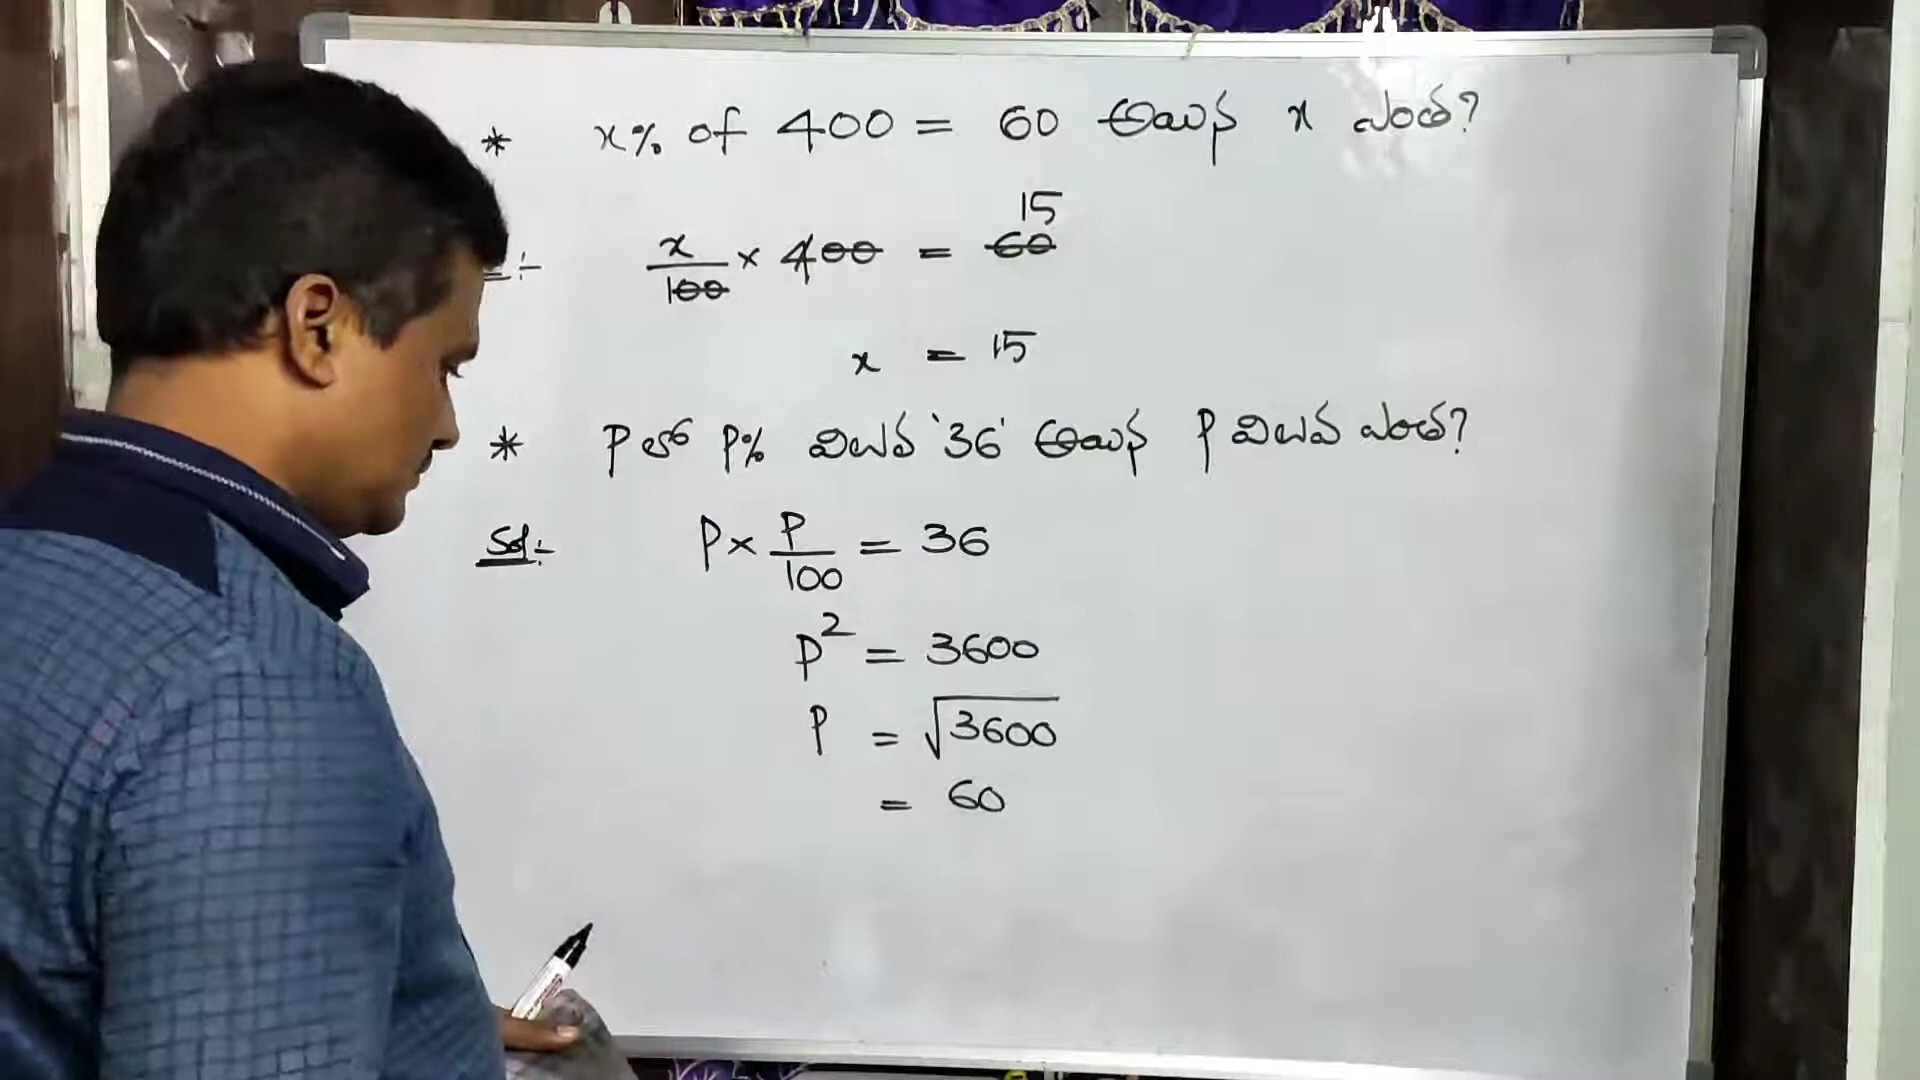 * x% of 400 = 60 అయిన x ఎంత?
15
x/100 × 400 = 60
x = 15
* P లో P% విలువ '36' అయిన P విలువ ఎంత?
Sol:- P × P/100 = 36
P² = 3600
P = √3600
= 60